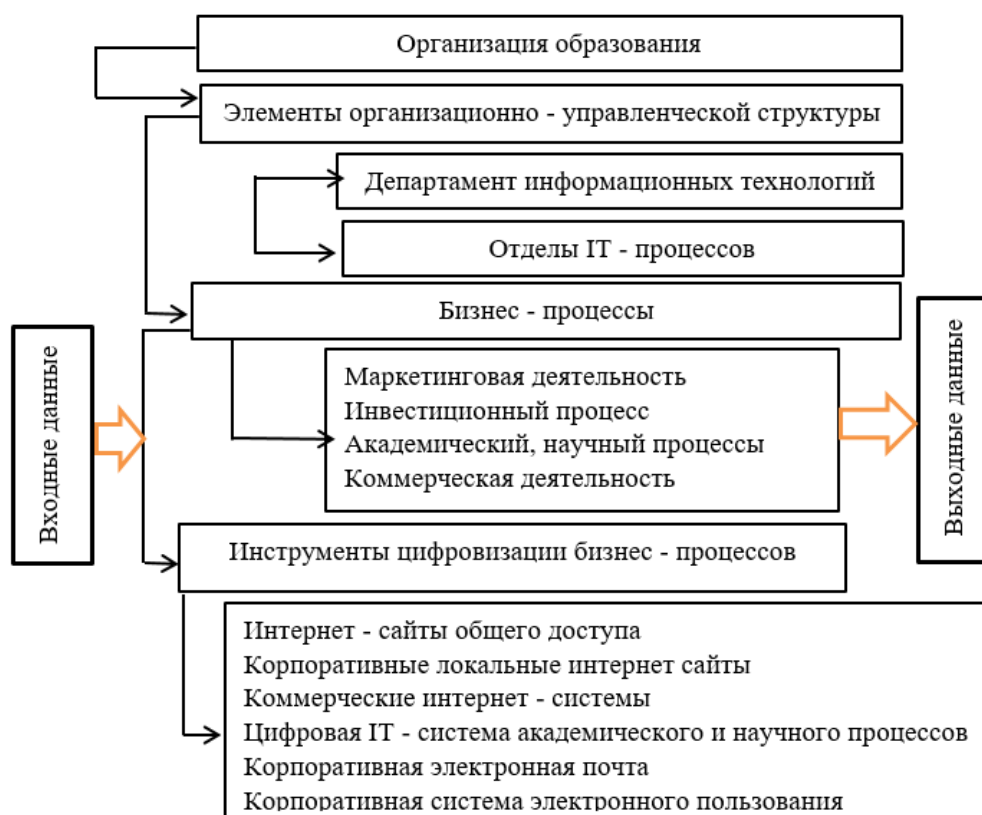 Организация образования
Элементы организационно - управленческой структуры
Департамент информационных технологий
Отделы IT - процессов
Бизнес - процессы
Входные данные
Маркетинговая деятельность
Инвестиционный процесс
Академический, научный процессы
Коммерческая деятельность
Выходные данные
Инструменты цифровизации бизнес - процессов
Интернет - сайты общего доступа
Корпоративные локальные интернет сайты
Коммерческие интернет - системы
Цифровая IT - система академического и научного процессов
Корпоративная электронная почта
Корпоративная система электронного пользования